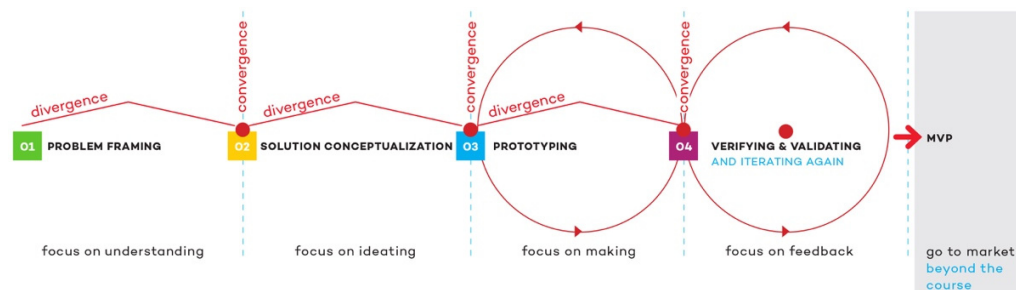 divergence
convergence
divergence
convergence
divergence
convergence
01 PROBLEM FRAMING
02 SOLUTION CONCEPTUALIZATION
03 PROTOTYPING
04 VERIFYING & VALIDATING
AND ITERATING AGAIN
MVP
focus on understanding
focus on ideating
focus on making
focus on feedback
go to market
beyond the
course